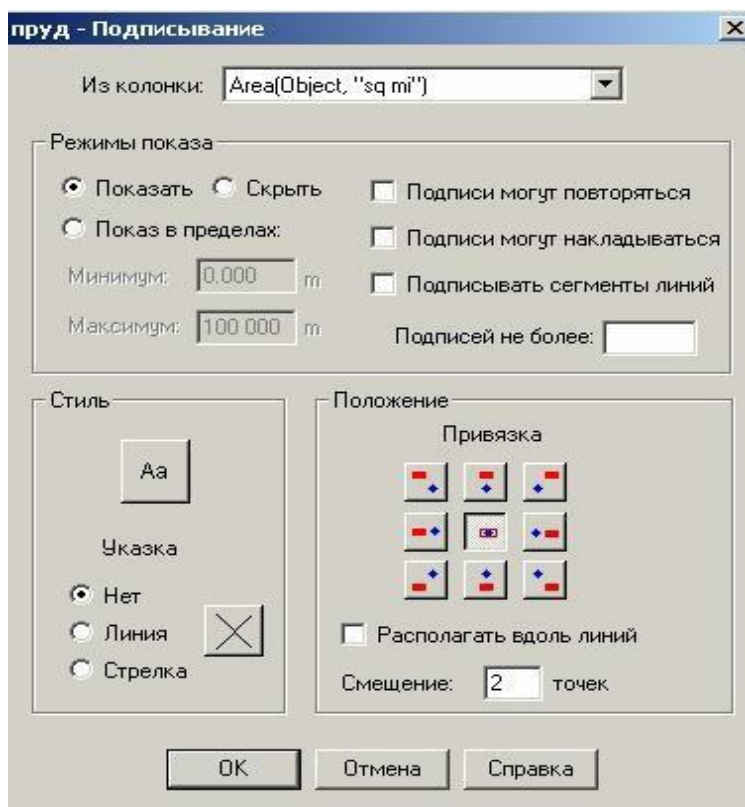 пруд - Подписывание
Из колонки: Area(Object, "sq mi")
Режимы показа
Показать Скрыть
Показ в пределах:
Минимум: 0.000 m
Максимум: 100 000 m
Подписи могут повторяться
Подписи могут накладываться
Подписывать сегменты линий
Подписей не более:
Стиль
Aa
Указка
Нет
Линия
Стрелка
Положение
Привязка
Располагать вдоль линий
Смещение: 2 точек
OK Отмена Справка